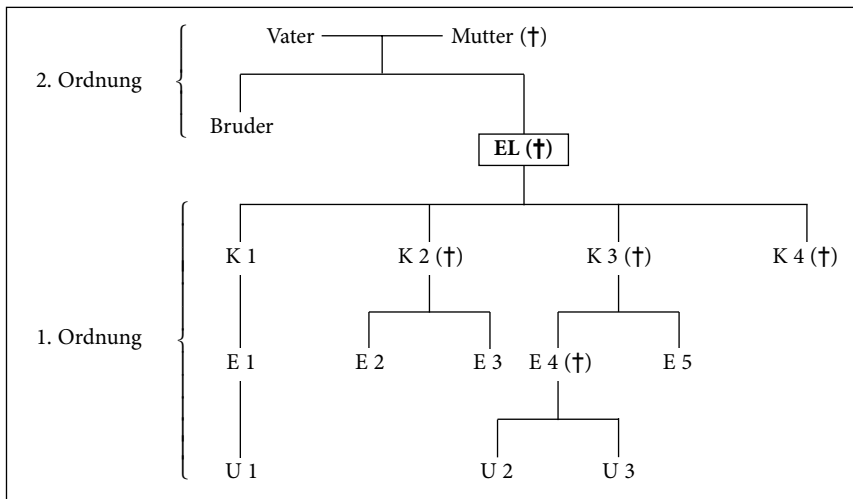 Vater Mutter (†)
2. Ordnung
Bruder
EL (†)
K 1 K 2 (†) K 3 (†) K 4 (†)
1. Ordnung
E 1 E 2 E 3 E 4 (†) E 5
U 1 U 2 U 3